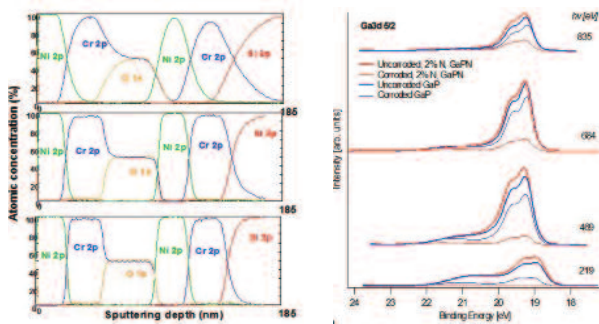 Atomic concentration (%)
100
80
60
40
20
0
Ni 2p
Cr 2p
O 1s
Ni 2p
Cr 2p
Si 2p
100
80
60
40
20
0
Ni 2p
Cr 2p
O 1s
Ni 2p
Cr 2p
Si 2p
185
100
80
60
40
20
0
Ni 2p
Cr 2p
O 1s
Ni 2p
Cr 2p
Si 2p
185
Sputtering depth (nm)
Ga3d 5/2
hν [eV]
835
Uncorroded, 2% N, GaPN
Corroded, 2% N, GaPN
Uncorroded GaP
Corroded GaP
684
489
219
Intensity [arb. units]
24
23
22
21
20
19
18
16
Binding Energy [eV]